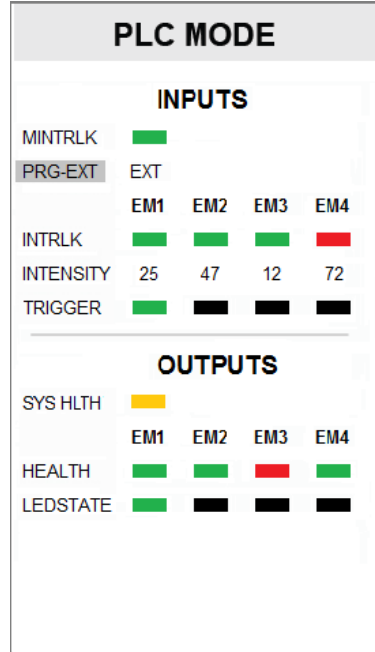 PLC MODE
INPUTS
MINTRLK
PRG-EXT EXT
EM1 EM2 EM3 EM4
INTRLK
INTENSITY 25 47 12 72
TRIGGER
OUTPUTS
SYS HLTH
EM1 EM2 EM3 EM4
HEALTH
LEDSTATE